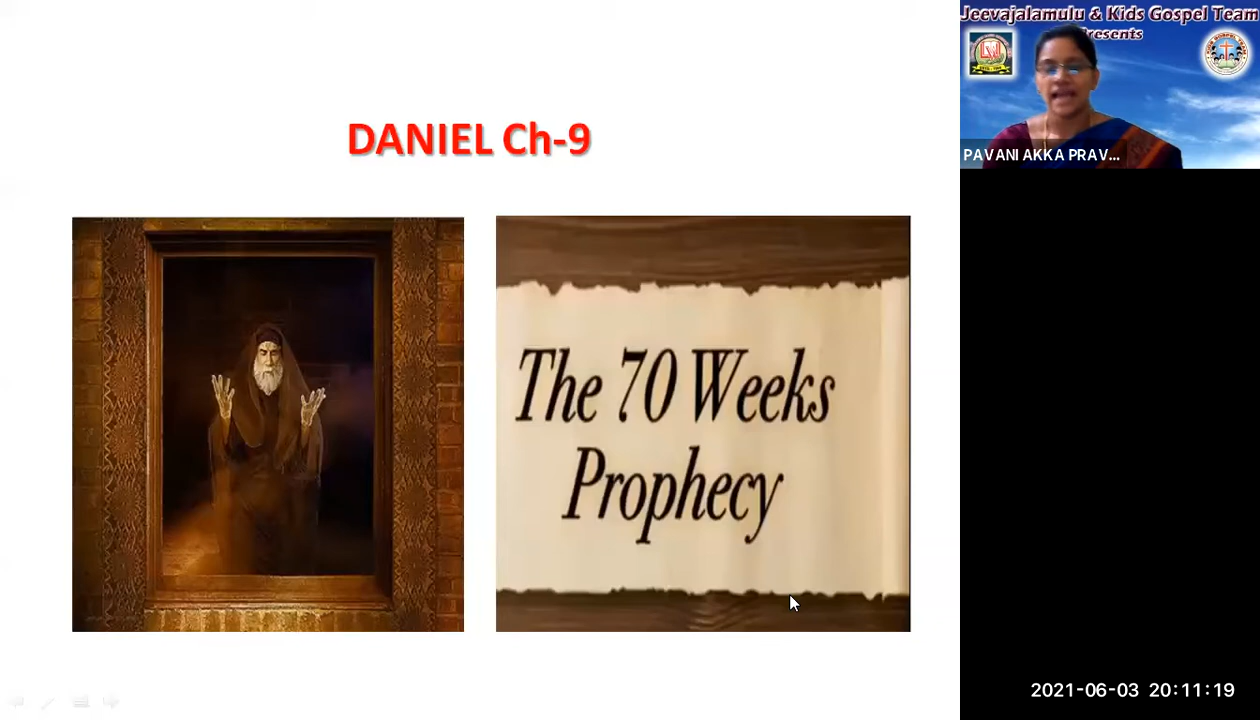 DANIEL Ch-9
The 70 Weeks
Prophecy
Jeevajalamulu & Kids Gospel Team
Presents
PAVANI AKKA PRAV...
2021-06-03 20:11:19